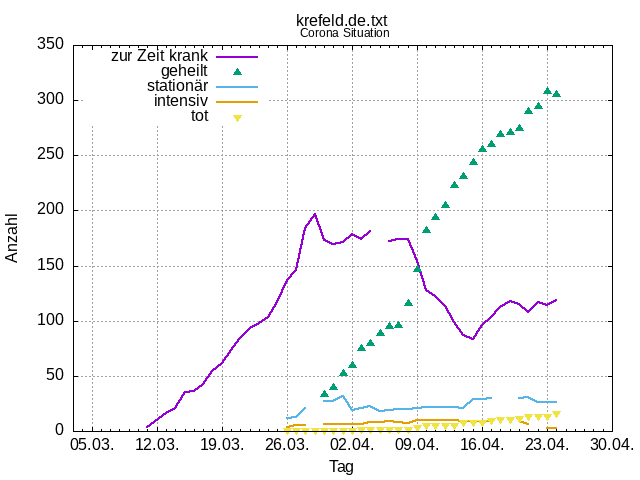 krefeld.de.txt
Corona Situation
350
300
250
200
150
100
50
0
Anzahl
zur Zeit krank
geheilt
stationär
intensiv
tot
05.03. 12.03. 19.03. 26.03. 02.04. 09.04. 16.04. 23.04. 30.04.
Tag